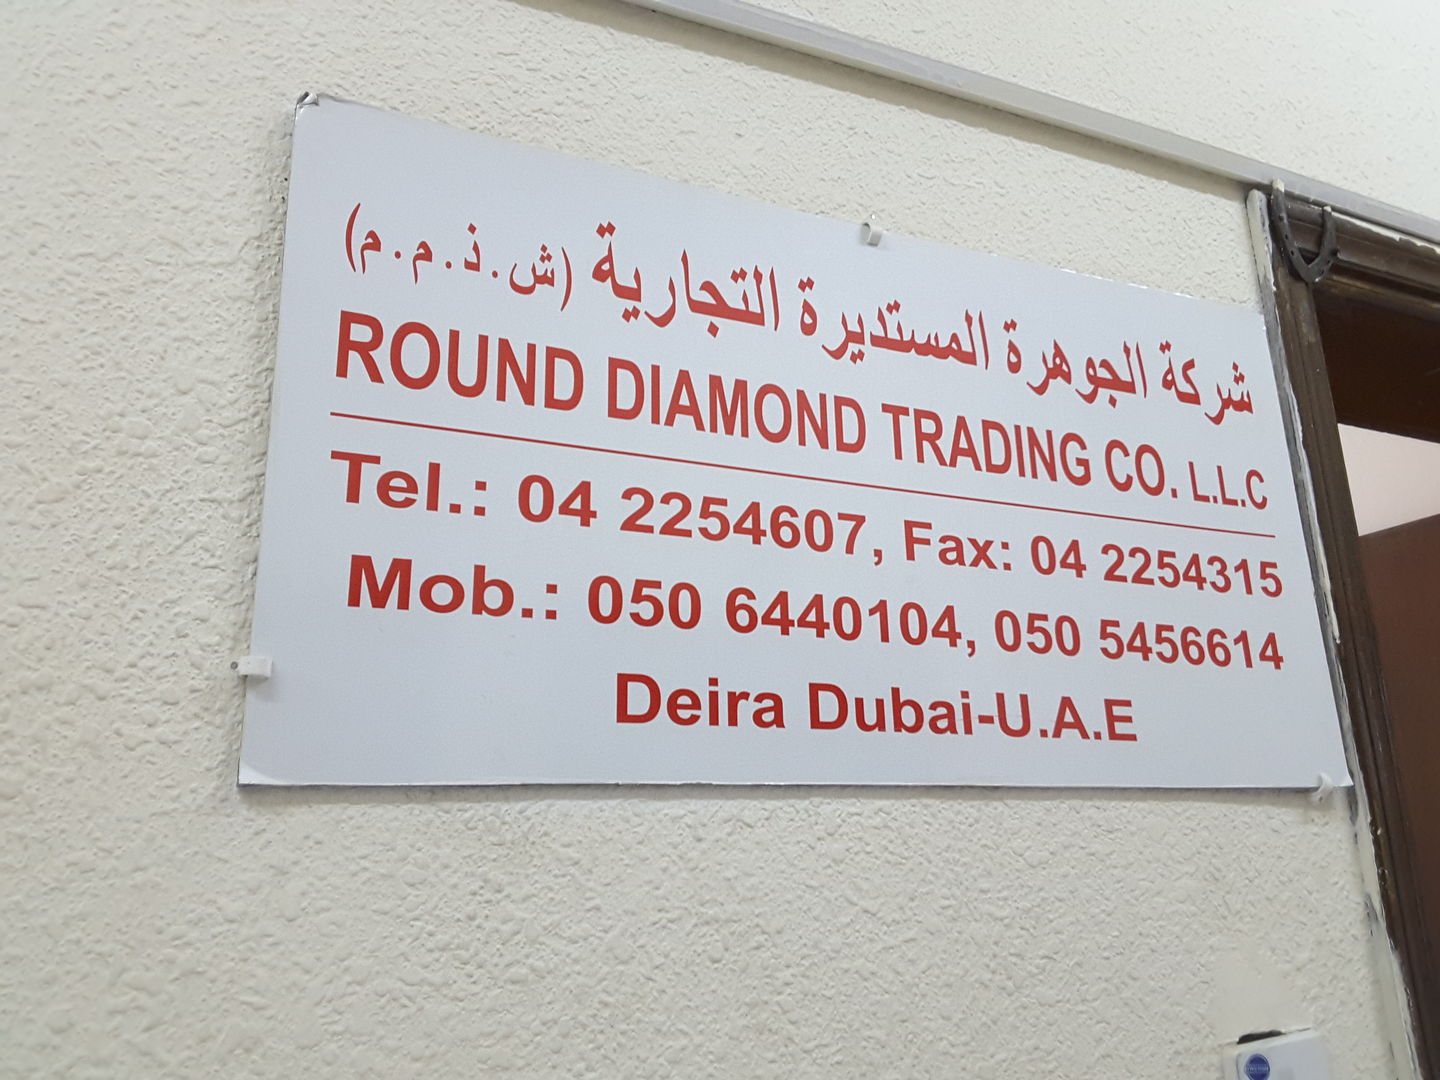 شركة الجوهرة المستديرة التجارية (ش.ذ.م.م)
ROUND DIAMOND TRADING CO. L.L.C
Tel.: 04 2254607, Fax: 04 2254315
Mob.: 050 6440104, 050 5456614
Deira Dubai-U.A.E